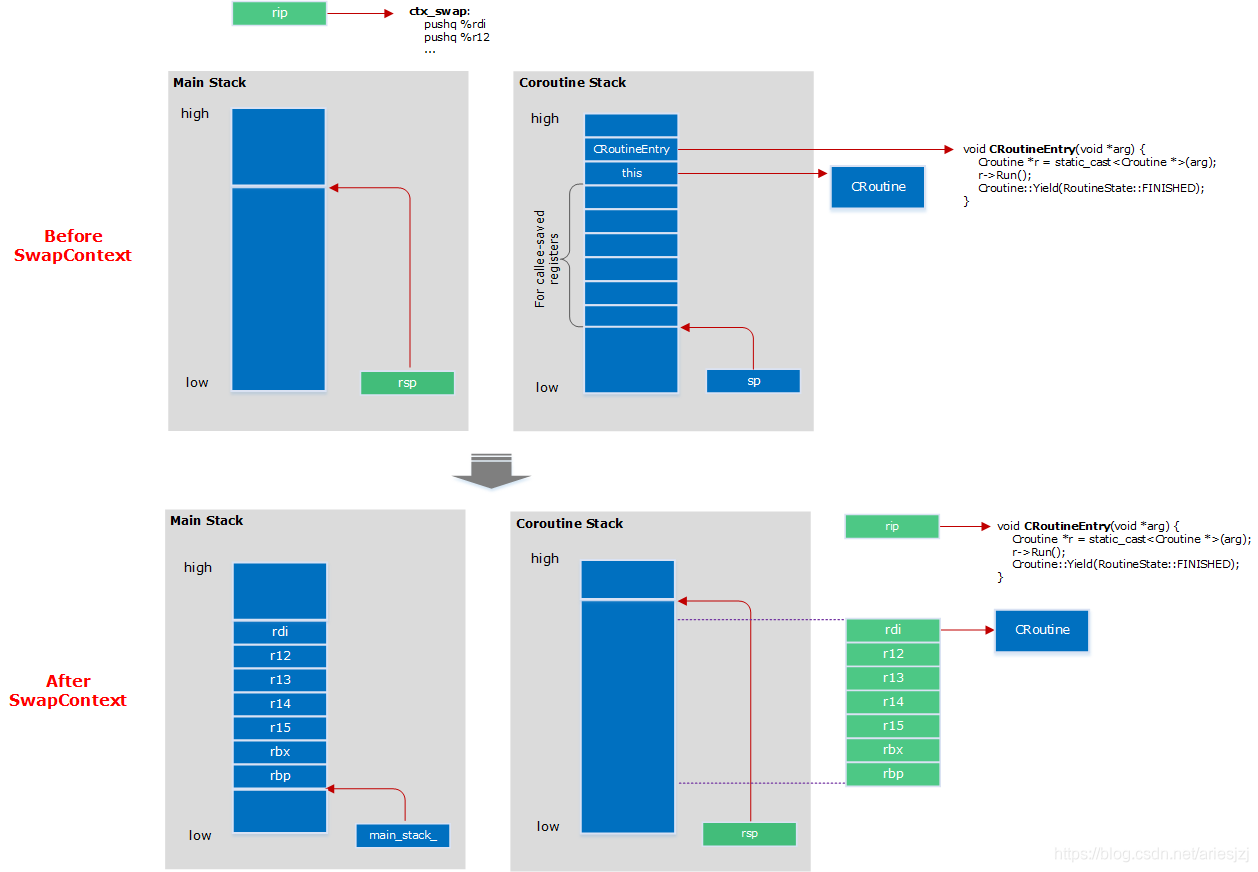 rip
ctx_swap:
pushq %rdi
pushq %r12
...
Main Stack
high
low
rsp
Coroutine Stack
high
CRoutineEntry
this
For callee-saved
registers
low
sp
void CRoutineEntry(void *arg) {
Croutine *r = static_cast<Croutine *>(arg);
r->Run();
Croutine::Yield(RoutineState::FINISHED);
}
CRoutine
Before
SwapContext
Main Stack
high
rdi
r12
r13
r14
r15
rbx
rbp
low
main_stack_
Coroutine Stack
high
low
rsp
rip
void CRoutineEntry(void *arg) {
Croutine *r = static_cast<Croutine *>(arg);
r->Run();
Croutine::Yield(RoutineState::FINISHED);
}
rdi
r12
r13
r14
r15
rbx
rbp
CRoutine
After
SwapContext
https://blog.csdn.net/ariesjzj